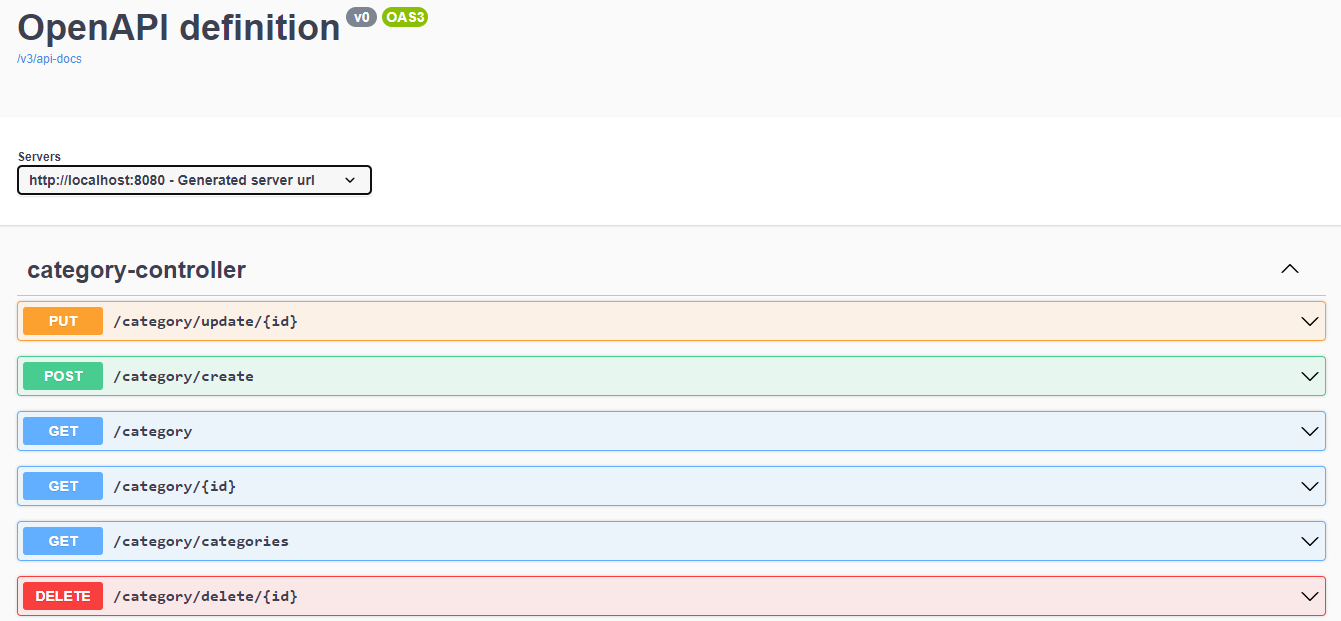 OpenAPI definition v0 OAS3
/v3/api-docs
Servers
http://localhost:8080 - Generated server url
category-controller
PUT /category/update/{id}
POST /category/create
GET /category
GET /category/{id}
GET /category/categories
DELETE /category/delete/{id}